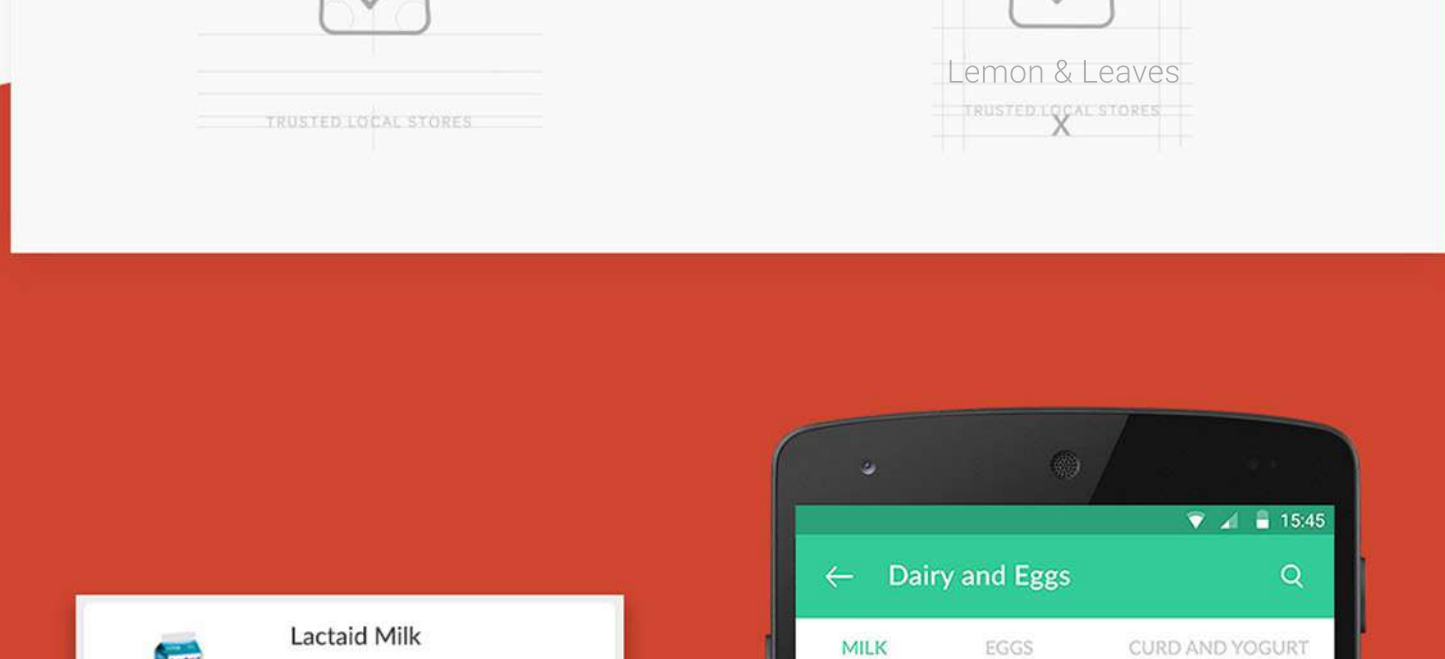 Lemon & Leaves
TRUSTED LOCAL STORES
TRUSTED LOCAL STORES
X
15:45
Dairy and Eggs
Lactaid Milk
MILK
EGGS
CURD AND YOGURT